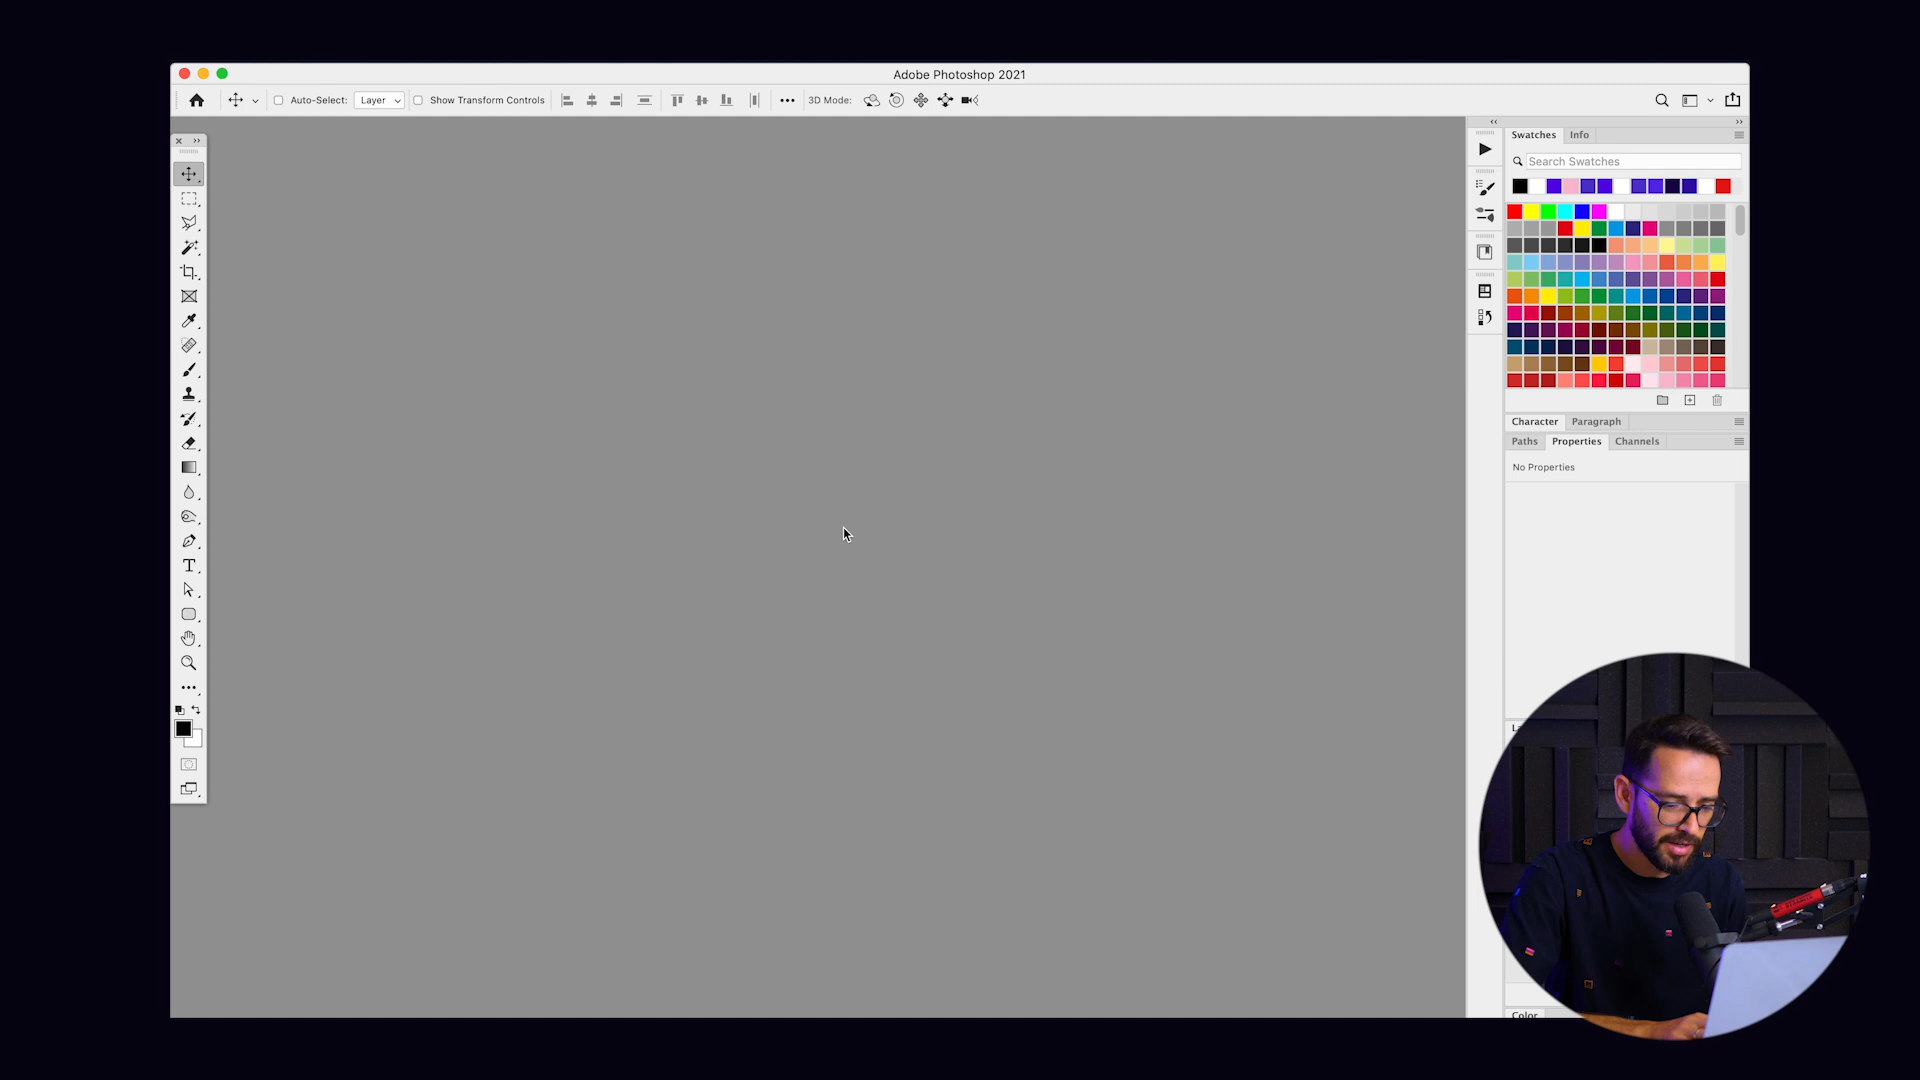 Adobe Photoshop 2021
Auto-Select: Layer Show Transform Controls 3D Mode:
Swatches Info
Search Swatches
Character Paragraph
Paths Properties Channels
No Properties
T
Color